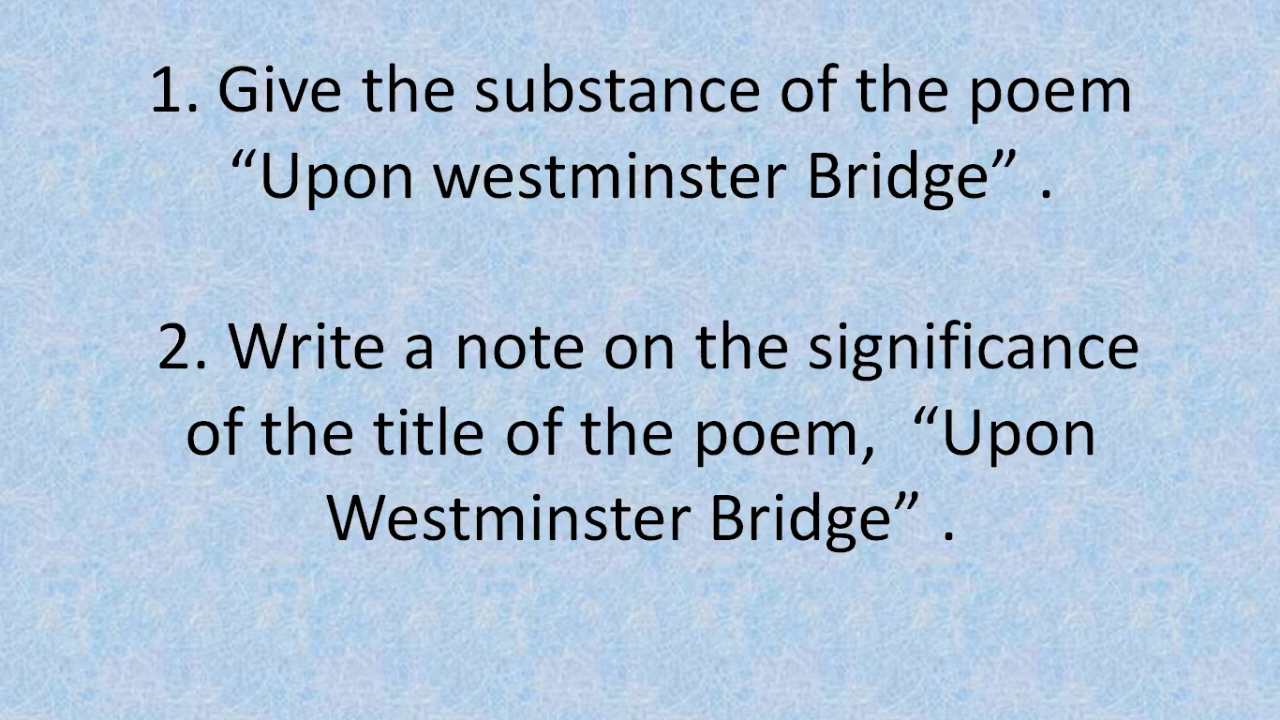 1. Give the substance of the poem
“Upon westminster Bridge” .
2. Write a note on the significance
of the title of the poem,  “Upon
Westminster Bridge” .